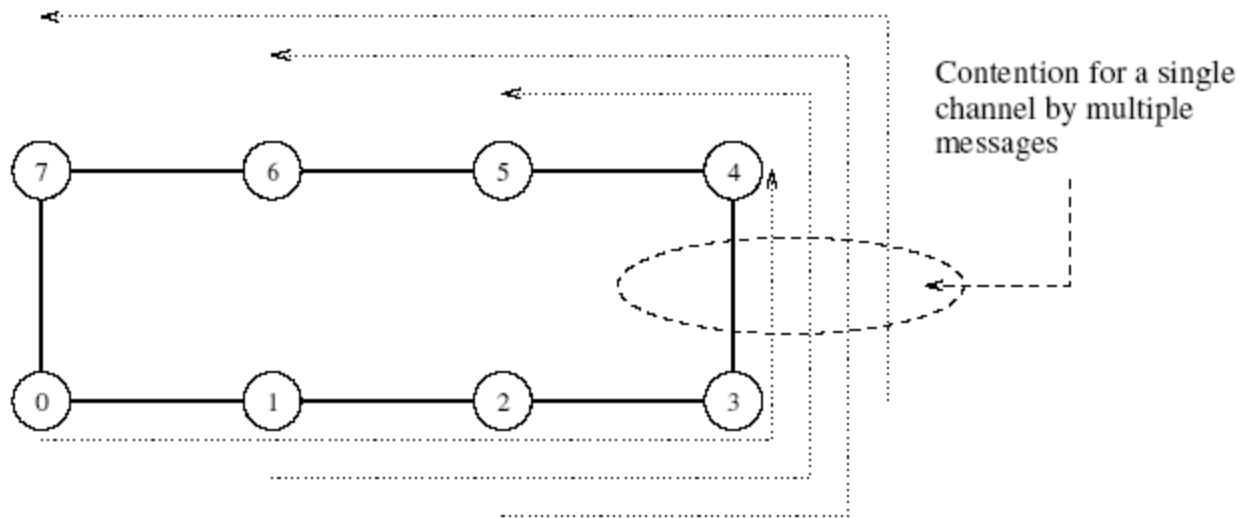 Contention for a single
channel by multiple
messages
7 6 5 4
0 1 2 3